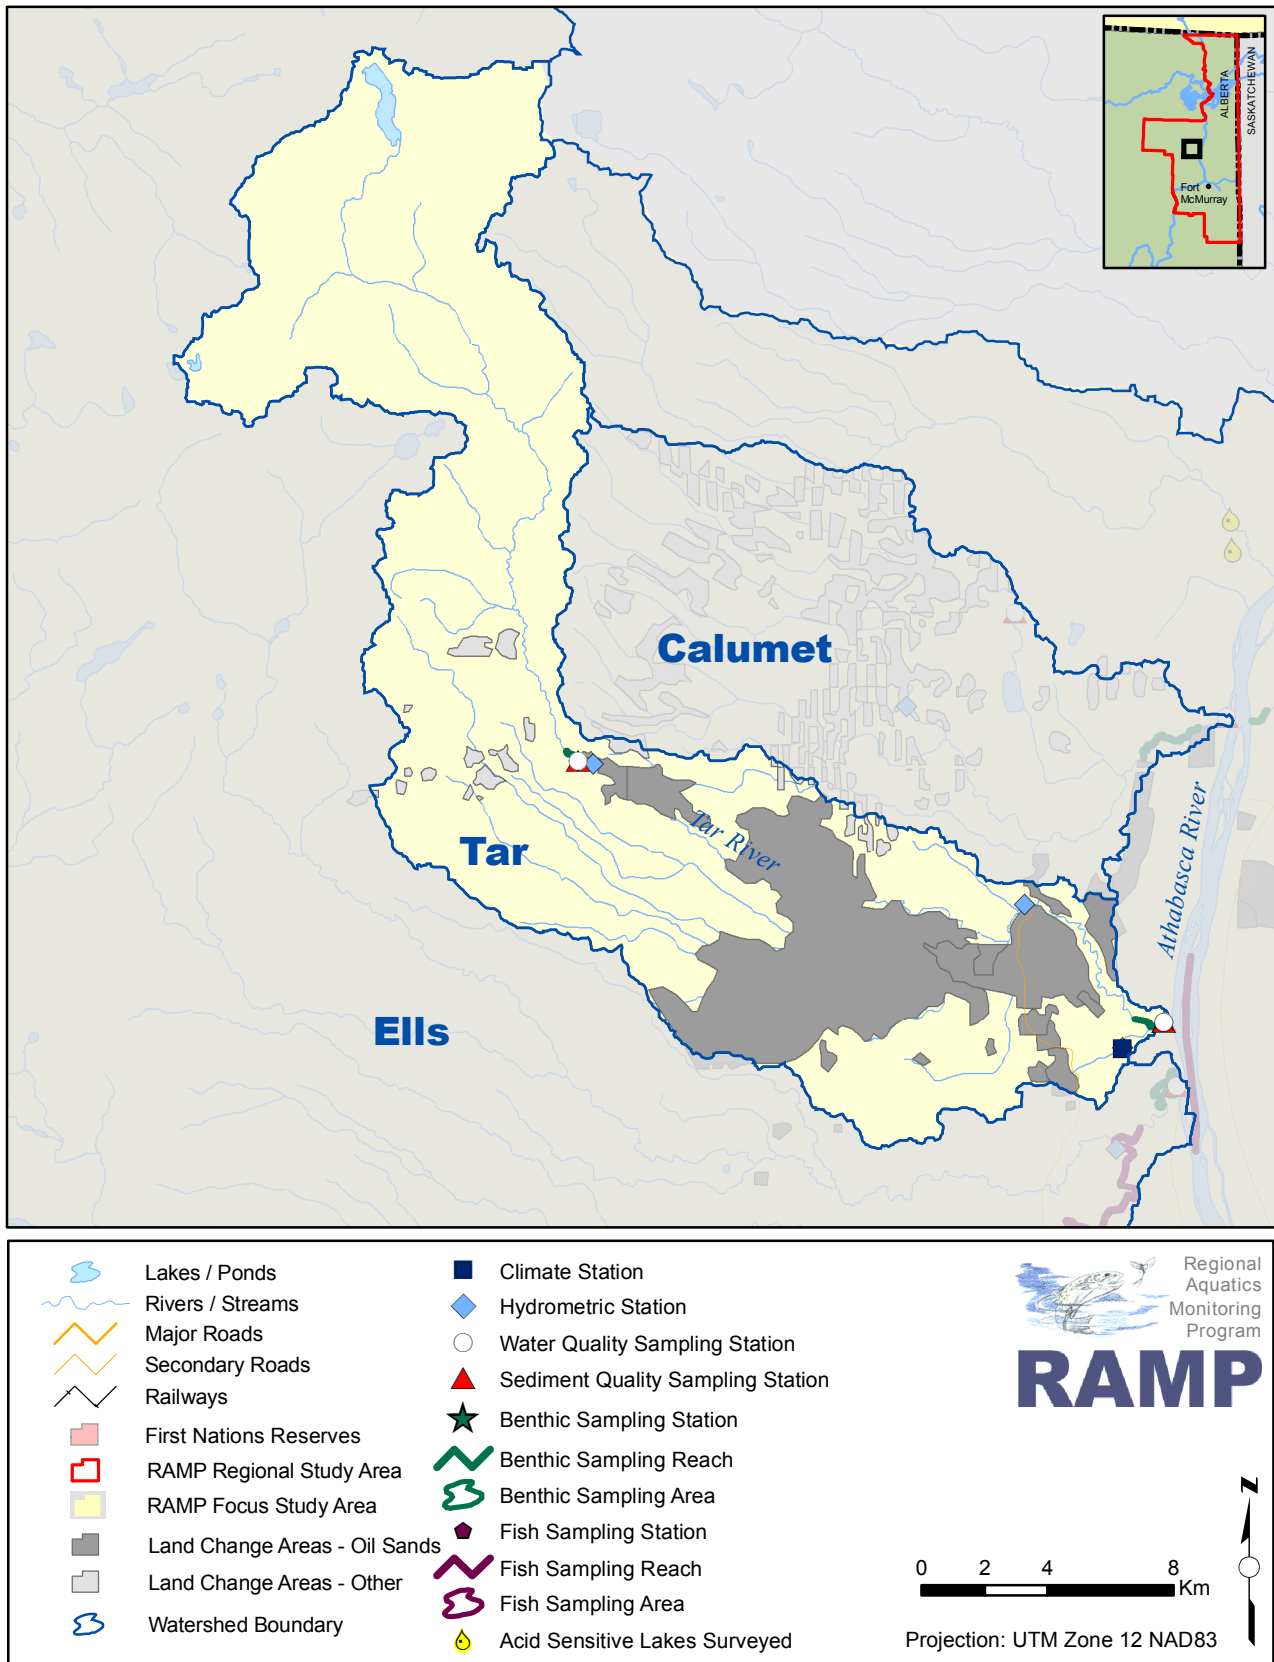 ALBERTA
SASKATCHEWAN
Fort
McMurray
Calumet
Tar
Tar River
Athabasca River
Ells
Lakes / Ponds
Rivers / Streams
Major Roads
Secondary Roads
Railways
First Nations Reserves
RAMP Regional Study Area
RAMP Focus Study Area
Land Change Areas - Oil Sands
Land Change Areas - Other
Watershed Boundary
Climate Station
Hydrometric Station
Water Quality Sampling Station
Sediment Quality Sampling Station
Benthic Sampling Station
Benthic Sampling Reach
Benthic Sampling Area
Fish Sampling Station
Fish Sampling Reach
Fish Sampling Area
Acid Sensitive Lakes Surveyed
Regional
Aquatics
Monitoring
Program
RAMP
N
0 2 4 8
Km
Projection: UTM Zone 12 NAD83